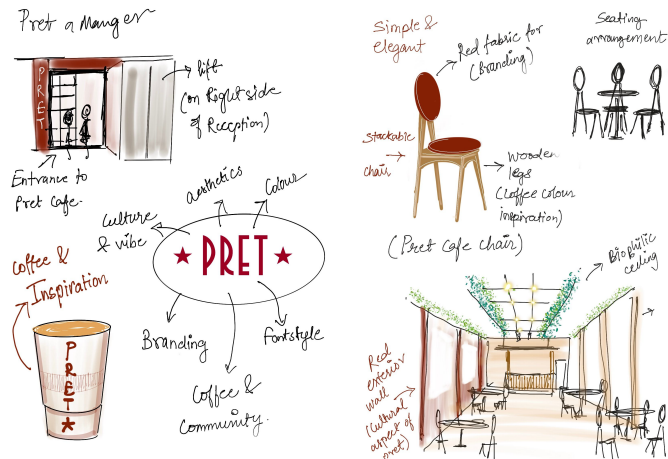 Pret a Manger
PRET
lift
(on Right side
of Reception)
Entrance to
Pret Cafe.
aesthetics
Colour
Culture
& vibe
★ PRET ★
Branding
Fontstyle
Coffee &
Community.
Coffee &
Inspiration
PRET★
Simple &
elegant
Red fabric for
(Branding)
Stackable
chair
Wooden
legs
(Coffee colour
inspiration)
(Pret Cafe chair)
Seating
arrangement
Biophilic
ceiling
Red
exterior
wall
(Cultural
aspect of
pret)